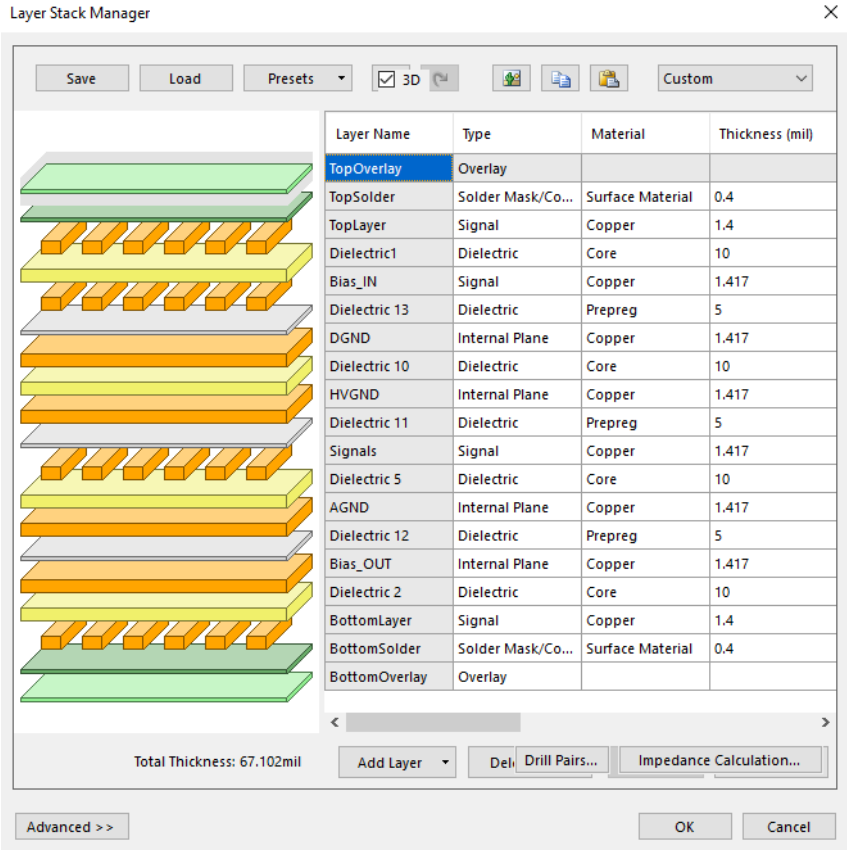 Layer Stack Manager
Save Load Presets 3D Custom
Layer Name Type Material Thickness (mil)
TopOverlay Overlay
TopSolder Solder Mask/Co... Surface Material 0.4
TopLayer Signal Copper 1.4
Dielectric1 Dielectric Core 10
Bias_IN Signal Copper 1.417
Dielectric 13 Dielectric Prepreg 5
DGND Internal Plane Copper 1.417
Dielectric 10 Dielectric Core 10
HVGND Internal Plane Copper 1.417
Dielectric 11 Dielectric Prepreg 5
Signals Signal Copper 1.417
Dielectric 5 Dielectric Core 10
AGND Internal Plane Copper 1.417
Dielectric 12 Dielectric Prepreg 5
Bias_OUT Internal Plane Copper 1.417
Dielectric 2 Dielectric Core 10
BottomLayer Signal Copper 1.4
BottomSolder Solder Mask/Co... Surface Material 0.4
BottomOverlay Overlay
Total Thickness: 67.102mil Add Layer Del Drill Pairs... Impedance Calculation...
Advanced >> OK Cancel